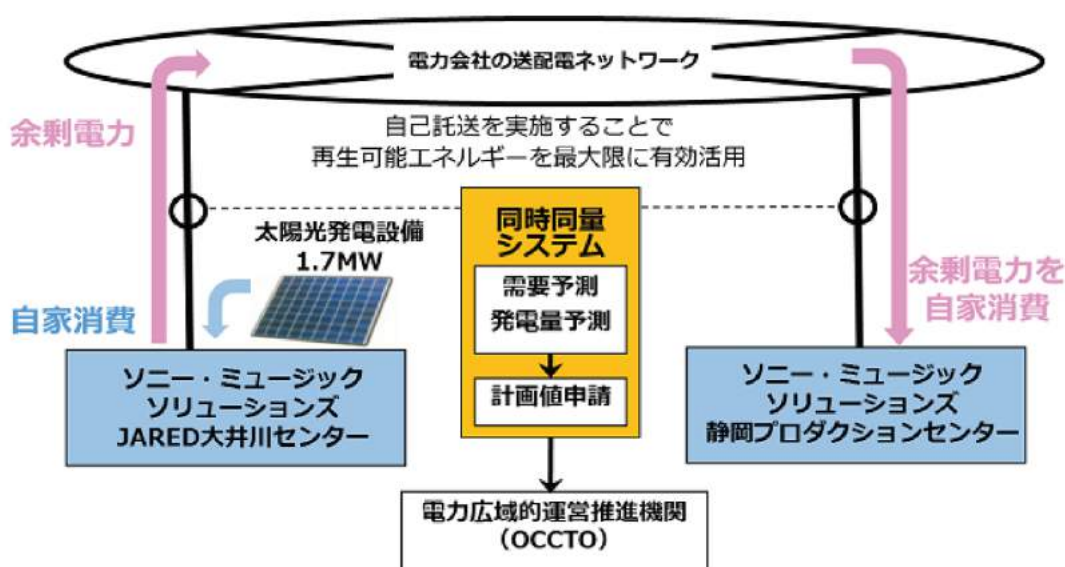 電力会社の送配電ネットワーク
余剰電力
自己託送を実施することで
再生可能エネルギーを最大限に有効活用
太陽光発電設備
1.7MW
自家消費
同時同量
システム
需要予測
発電量予測
計画値申請
余剰電力を
自家消費
ソニー・ミュージック
ソリューションズ
JARED大井川センター
ソニー・ミュージック
ソリューションズ
静岡プロダクションセンター
電力広域的運営推進機関
(OCCTO)